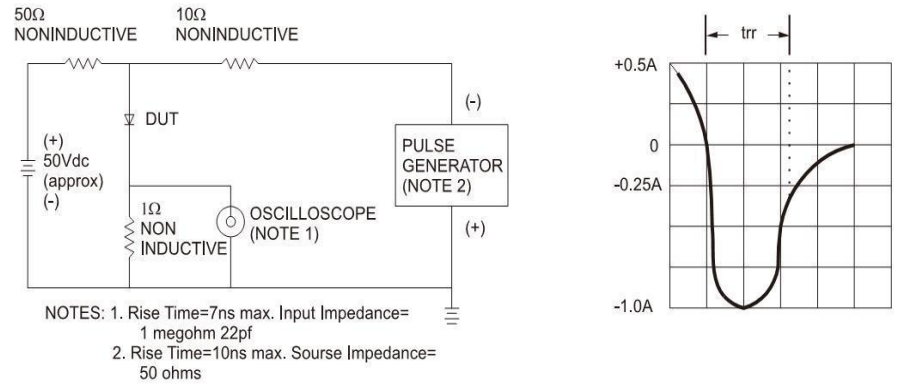 50Ω
NONINDUCTIVE
10Ω
NONINDUCTIVE
DUT
(+)
50Vdc
(approx)
(-)
1Ω
NON
INDUCTIVE
OSCILLOSCOPE
(NOTE 1)
(-)
PULSE
GENERATOR
(NOTE 2)
(+)
NOTES: 1. Rise Time=7ns max. Input Impedance=
1 megohm 22pf
2. Rise Time=10ns max. Sourse Impedance=
50 ohms
trr
+0.5A
0
-0.25A
-1.0A